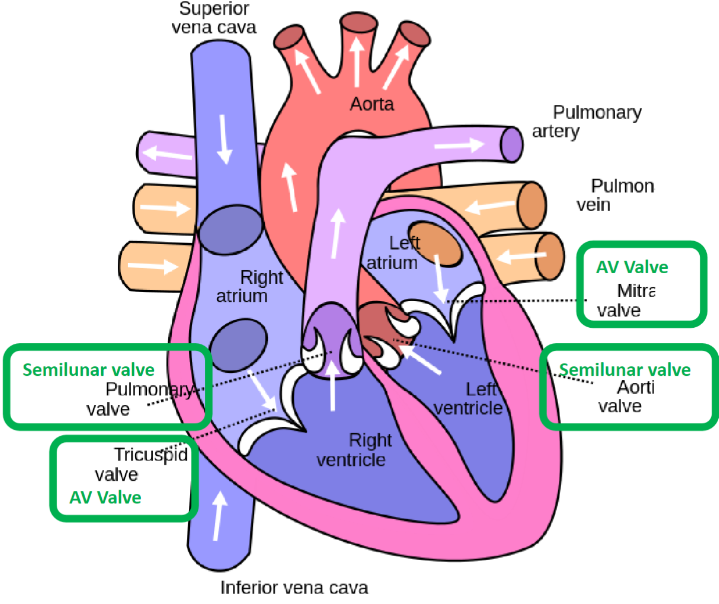 Superior
vena cava
Aorta
Pulmonary
artery
Pulmon
vein
Left
atrium
Right
atrium
AV Valve
Mitra
valve
Semilunar valve
Pulmonary
valve
Semilunar valve
Aorti
valve
Left
ventricle
Right
ventricle
Tricuspid
valve
AV Valve
Inferior vena cava